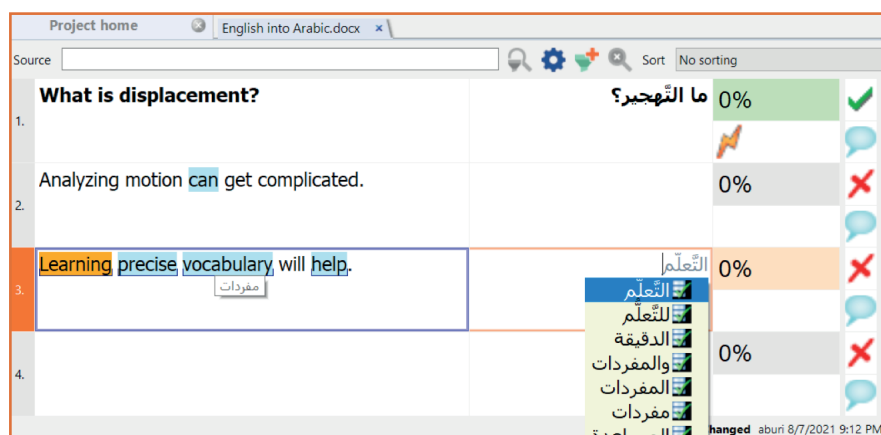 Project home
English into Arabic.docx
Source
Sort
No sorting
1.
What is displacement?
ما التَّهجير؟
0%
2.
Analyzing motion can get complicated.
0%
3.
Learning precise vocabulary will help.
التَّعلّم
0%
مفردات
التَّعلّم
للتَّعلُّم
الدقيقة
والمفردات
المفردات
مفردات
4.
0%
aburi 8/7/2021 9:12 PM